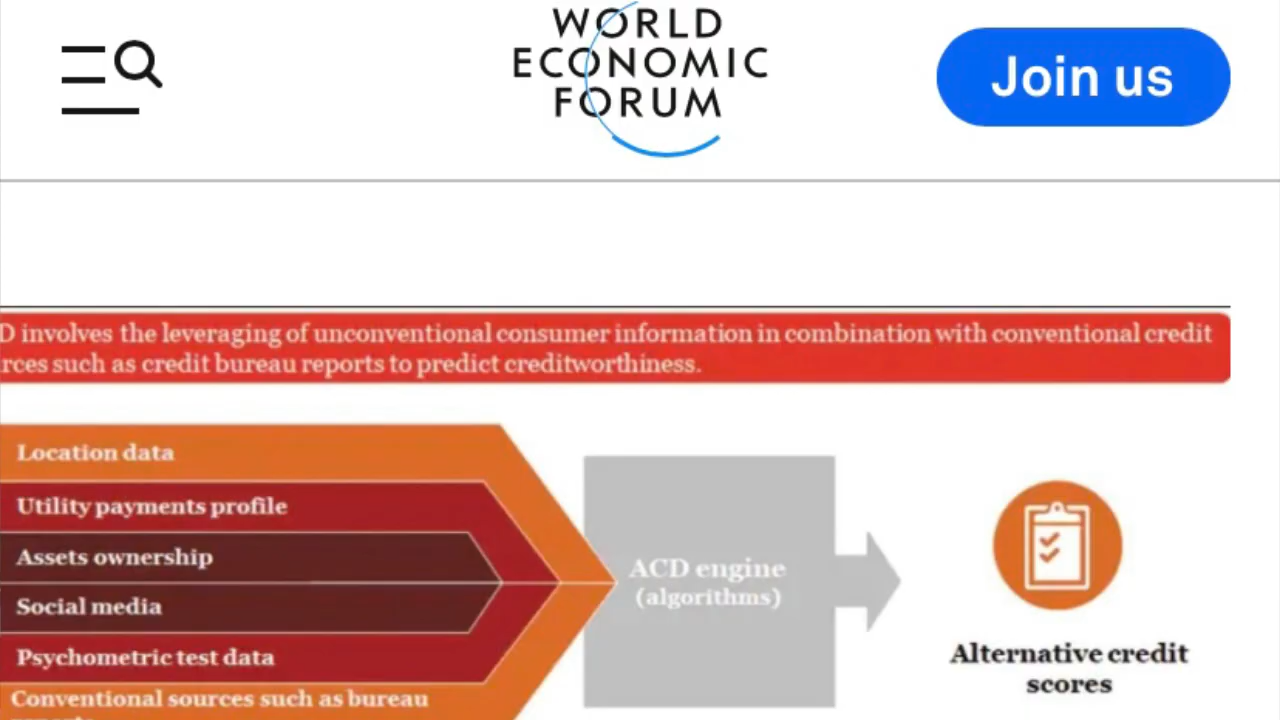 WORLD
ECONOMIC
FORUM
Join us
D involves the leveraging of unconventional consumer information in combination with conventional credit
rces such as credit bureau reports to predict creditworthiness.
Location data
Utility payments profile
Assets ownership
Social media
Psychometric test data
Conventional sources such as bureau
ACD engine
(algorithms)
Alternative credit
scores